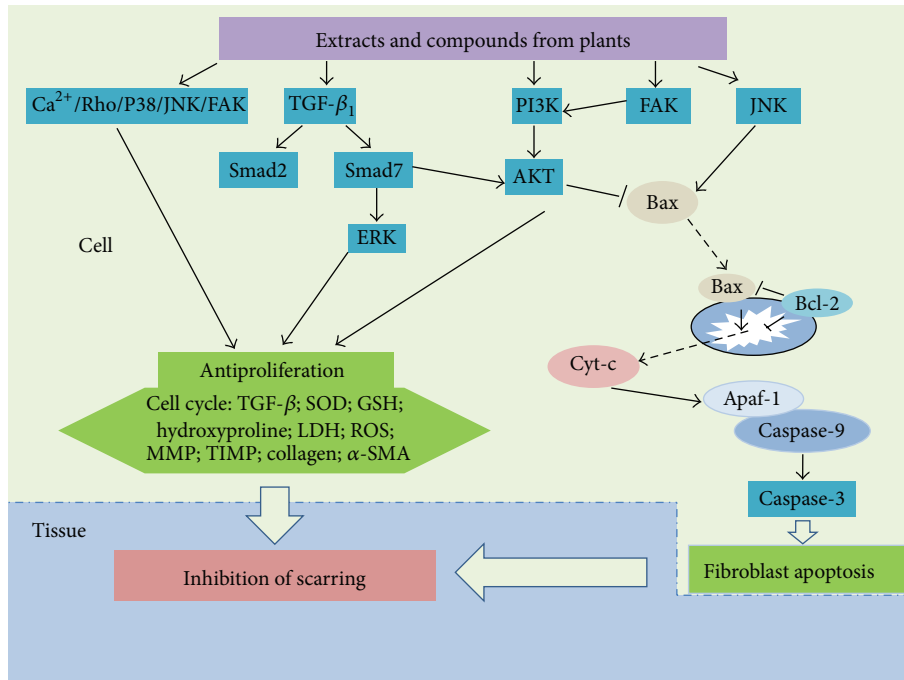 Extracts and compounds from plants
Ca²⁺/Rho/P38/JNK/FAK
TGF-β₁
PI3K
FAK
JNK
Smad2
Smad7
AKT
Bax
ERK
Cell
Bax
Bcl-2
Cyt-c
Antiproliferation
Cell cycle: TGF-β; SOD; GSH;
hydroxyproline; LDH; ROS;
MMP; TIMP; collagen; α-SMA
Apaf-1
Caspase-9
Caspase-3
Tissue
Inhibition of scarring
Fibroblast apoptosis